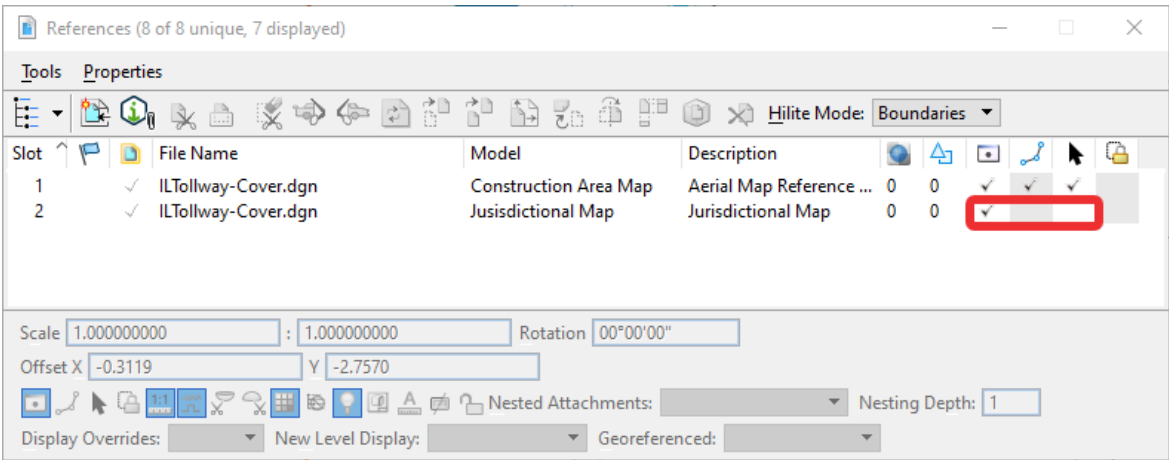 References (8 of 8 unique, 7 displayed)
Tools Properties
Hilite Mode: Boundaries
Slot File Name Model Description
1 ILTollway-Cover.dgn Construction Area Map Aerial Map Reference ... 0 0
2 ILTollway-Cover.dgn Jusisdictional Map Jurisdictional Map 0 0
Scale 1.000000000 : 1.000000000 Rotation 00°00'00"
Offset X -0.3119 Y -2.7570
1:1 Nested Attachments: Nesting Depth: 1
Display Overrides: New Level Display: Georeferenced: